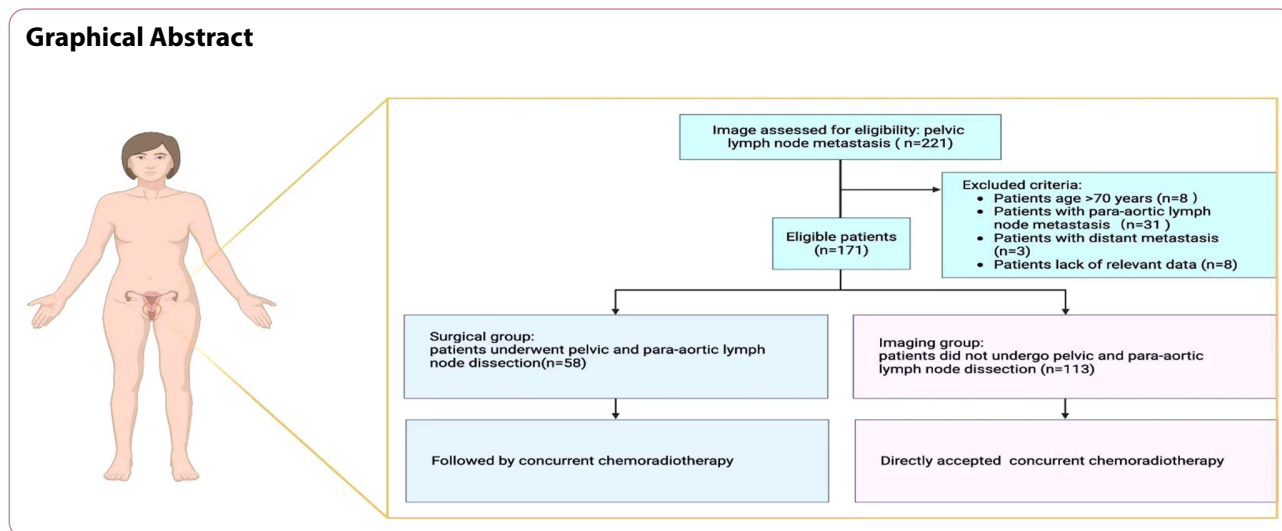 Graphical Abstract
Image assessed for eligibility: pelvic
lymph node metastasis ( n=221)
Excluded criteria:
• Patients age >70 years (n=8 )
• Patients with para-aortic lymph
node metastasis (n=31 )
• Patients with distant metastasis
(n=3)
• Patients lack of relevant data (n=8)
Eligible patients
(n=171)
Surgical group:
patients underwent pelvic and para-aortic lymph
node dissection(n=58)
Imaging group:
patients did not undergo pelvic and para-aortic
lymph node dissection (n=113)
Followed by concurrent chemoradiotherapy
Directly accepted concurrent chemoradiotherapy